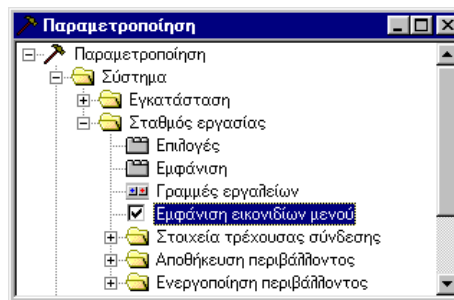 Παραμετροποίηση
Παραμετροποίηση
Σύστημα
Εγκατάσταση
Σταθμός εργασίας
Επιλογές
Εμφάνιση
Γραμμές εργαλείων
Εμφάνιση εικονιδίων μενού
Στοιχεία τρέχουσας σύνδεσης
Αποθήκευση περιβάλλοντος
Ενεργοποίηση περιβάλλοντος